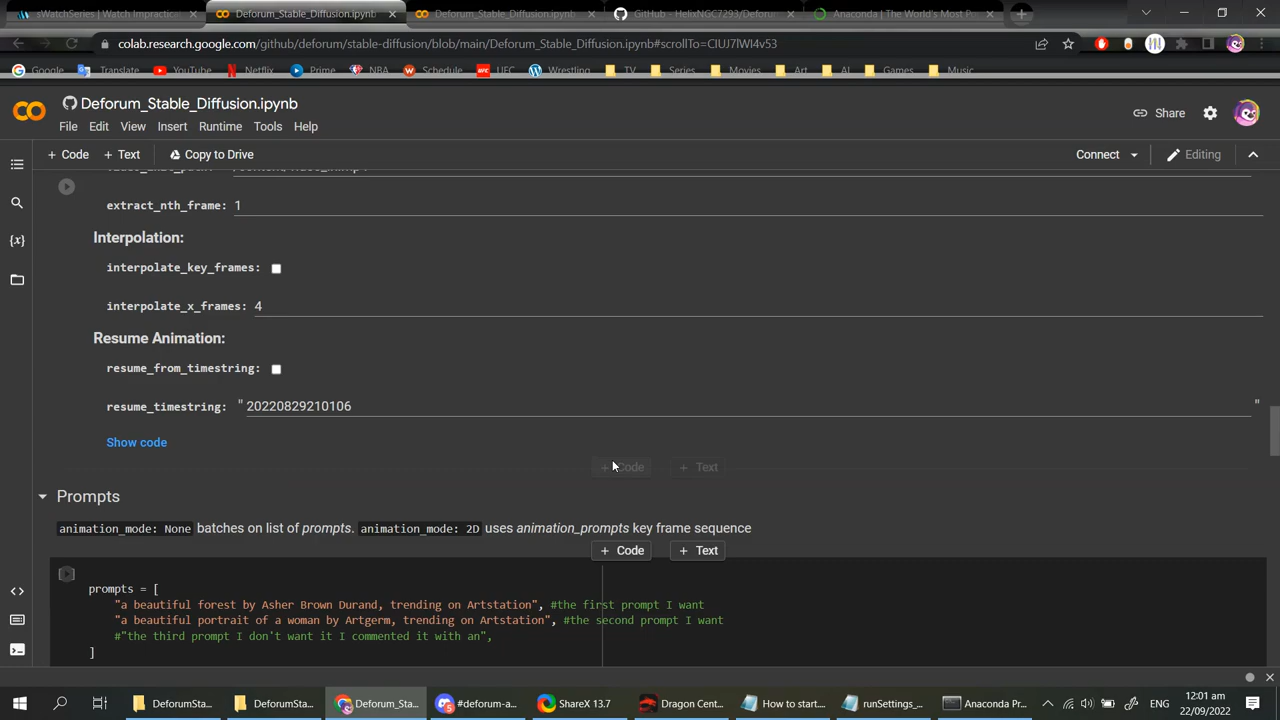 sWatchSeries | Watch Impractica
Deforum_Stable_Diffusion.ipynb
Deforum_Stable_Diffusion.ipynb
GitHub - HelixNGC7293/Deforu
Anaconda | The World's Most Po
colab.research.google.com/github/deforum/stable-diffusion/blob/main/Deforum_Stable_Diffusion.ipynb#scrollTo=CIUJ7lWI4v53
Google Translate YouTube Netflix Prime NBA Schedule UFC Wrestling TV Series Movies Art AI Games Music
Deforum_Stable_Diffusion.ipynb
Share
File Edit View Insert Runtime Tools Help
+ Code + Text Copy to Drive Connect Editing
extract_nth_frame: 1
Interpolation:
interpolate_key_frames:
interpolate_x_frames: 4
Resume Animation:
resume_from_timestring:
resume_timestring: " 20220829210106 "
Show code
+ Code + Text
Prompts
animation_mode: None batches on list of prompts. animation_mode: 2D uses animation_prompts key frame sequence
+ Code + Text
prompts = [
"a beautiful forest by Asher Brown Durand, trending on Artstation", #the first prompt I want
"a beautiful portrait of a woman by Artgerm, trending on Artstation", #the second prompt I want
#"the third prompt I don't want it I commented it with an",
]
DeforumSta... DeforumSta... Deforum_Sta... #deforum-a... ShareX 13.7 Dragon Cent... How to start.... runSettings_... Anaconda Pr...
12:01 am
22/09/2022